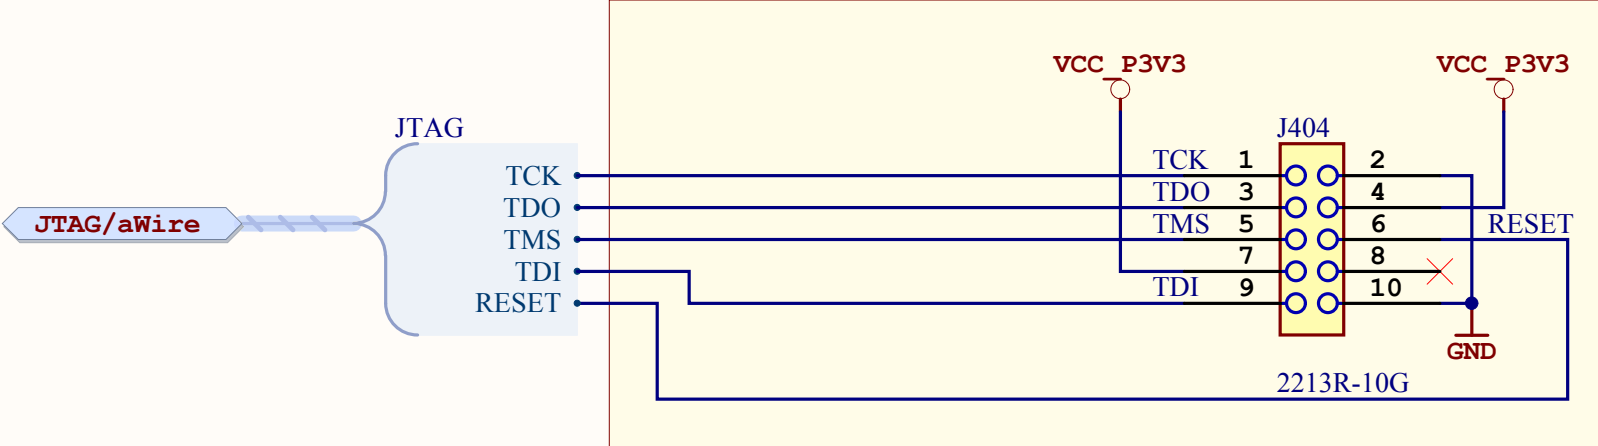 VCC_P3V3 VCC_P3V3
JTAG J404
TCK TCK 1 2
TDO TDO 3 4
JTAG/aWire TMS TMS 5 6 RESET
TDI 7 8
RESET TDI 9 10
GND
2213R-10G